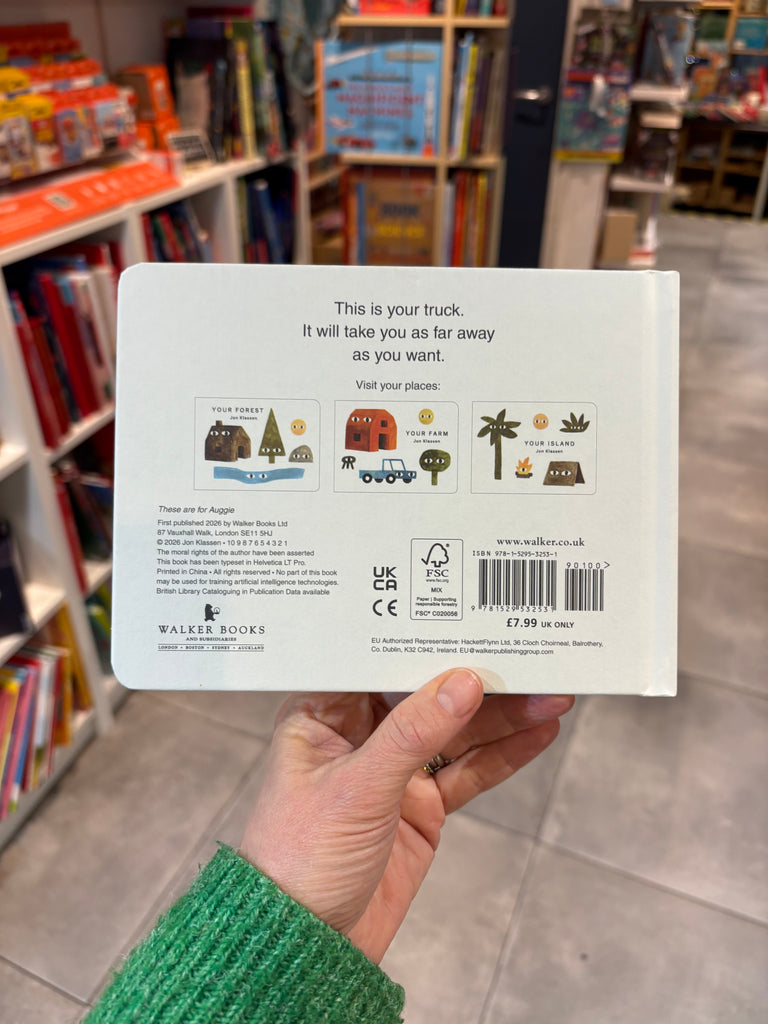 This is your truck.
It will take you as far away
as you want.
Visit your places:
YOUR FOREST
Jon Klassen
YOUR FARM
Jon Klassen
YOUR ISLAND
Jon Klassen
These are for Auggie
First published 2026 by Walker Books Ltd
87 Vauxhall Walk, London SE11 5HJ
© 2026 Jon Klassen • 10 9 8 7 6 5 4 3 2 1
The moral rights of the author have been asserted
This book has been typeset in Helvetica LT Pro.
Printed in China • All rights reserved • No part of this book
may be used for training artificial intelligence technologies.
British Library Cataloguing in Publication Data available
WALKER BOOKS
AND SUBSIDIARIES
LONDON • BOSTON • SYDNEY • AUCKLAND
UK
CA
CE
FSC
www.fsc.org
MIX
Paper | Supporting
responsible forestry
FSC® C020056
www.walker.co.uk
ISBN 978-1-5295-3253-1
90100>
9 781529 532531
£7.99 UK ONLY
EU Authorized Representative: HackettFlynn Ltd, 36 Cloch Choirneal, Balrothery,
Co. Dublin, K32 C942, Ireland. EU@walkerpublishinggroup.com